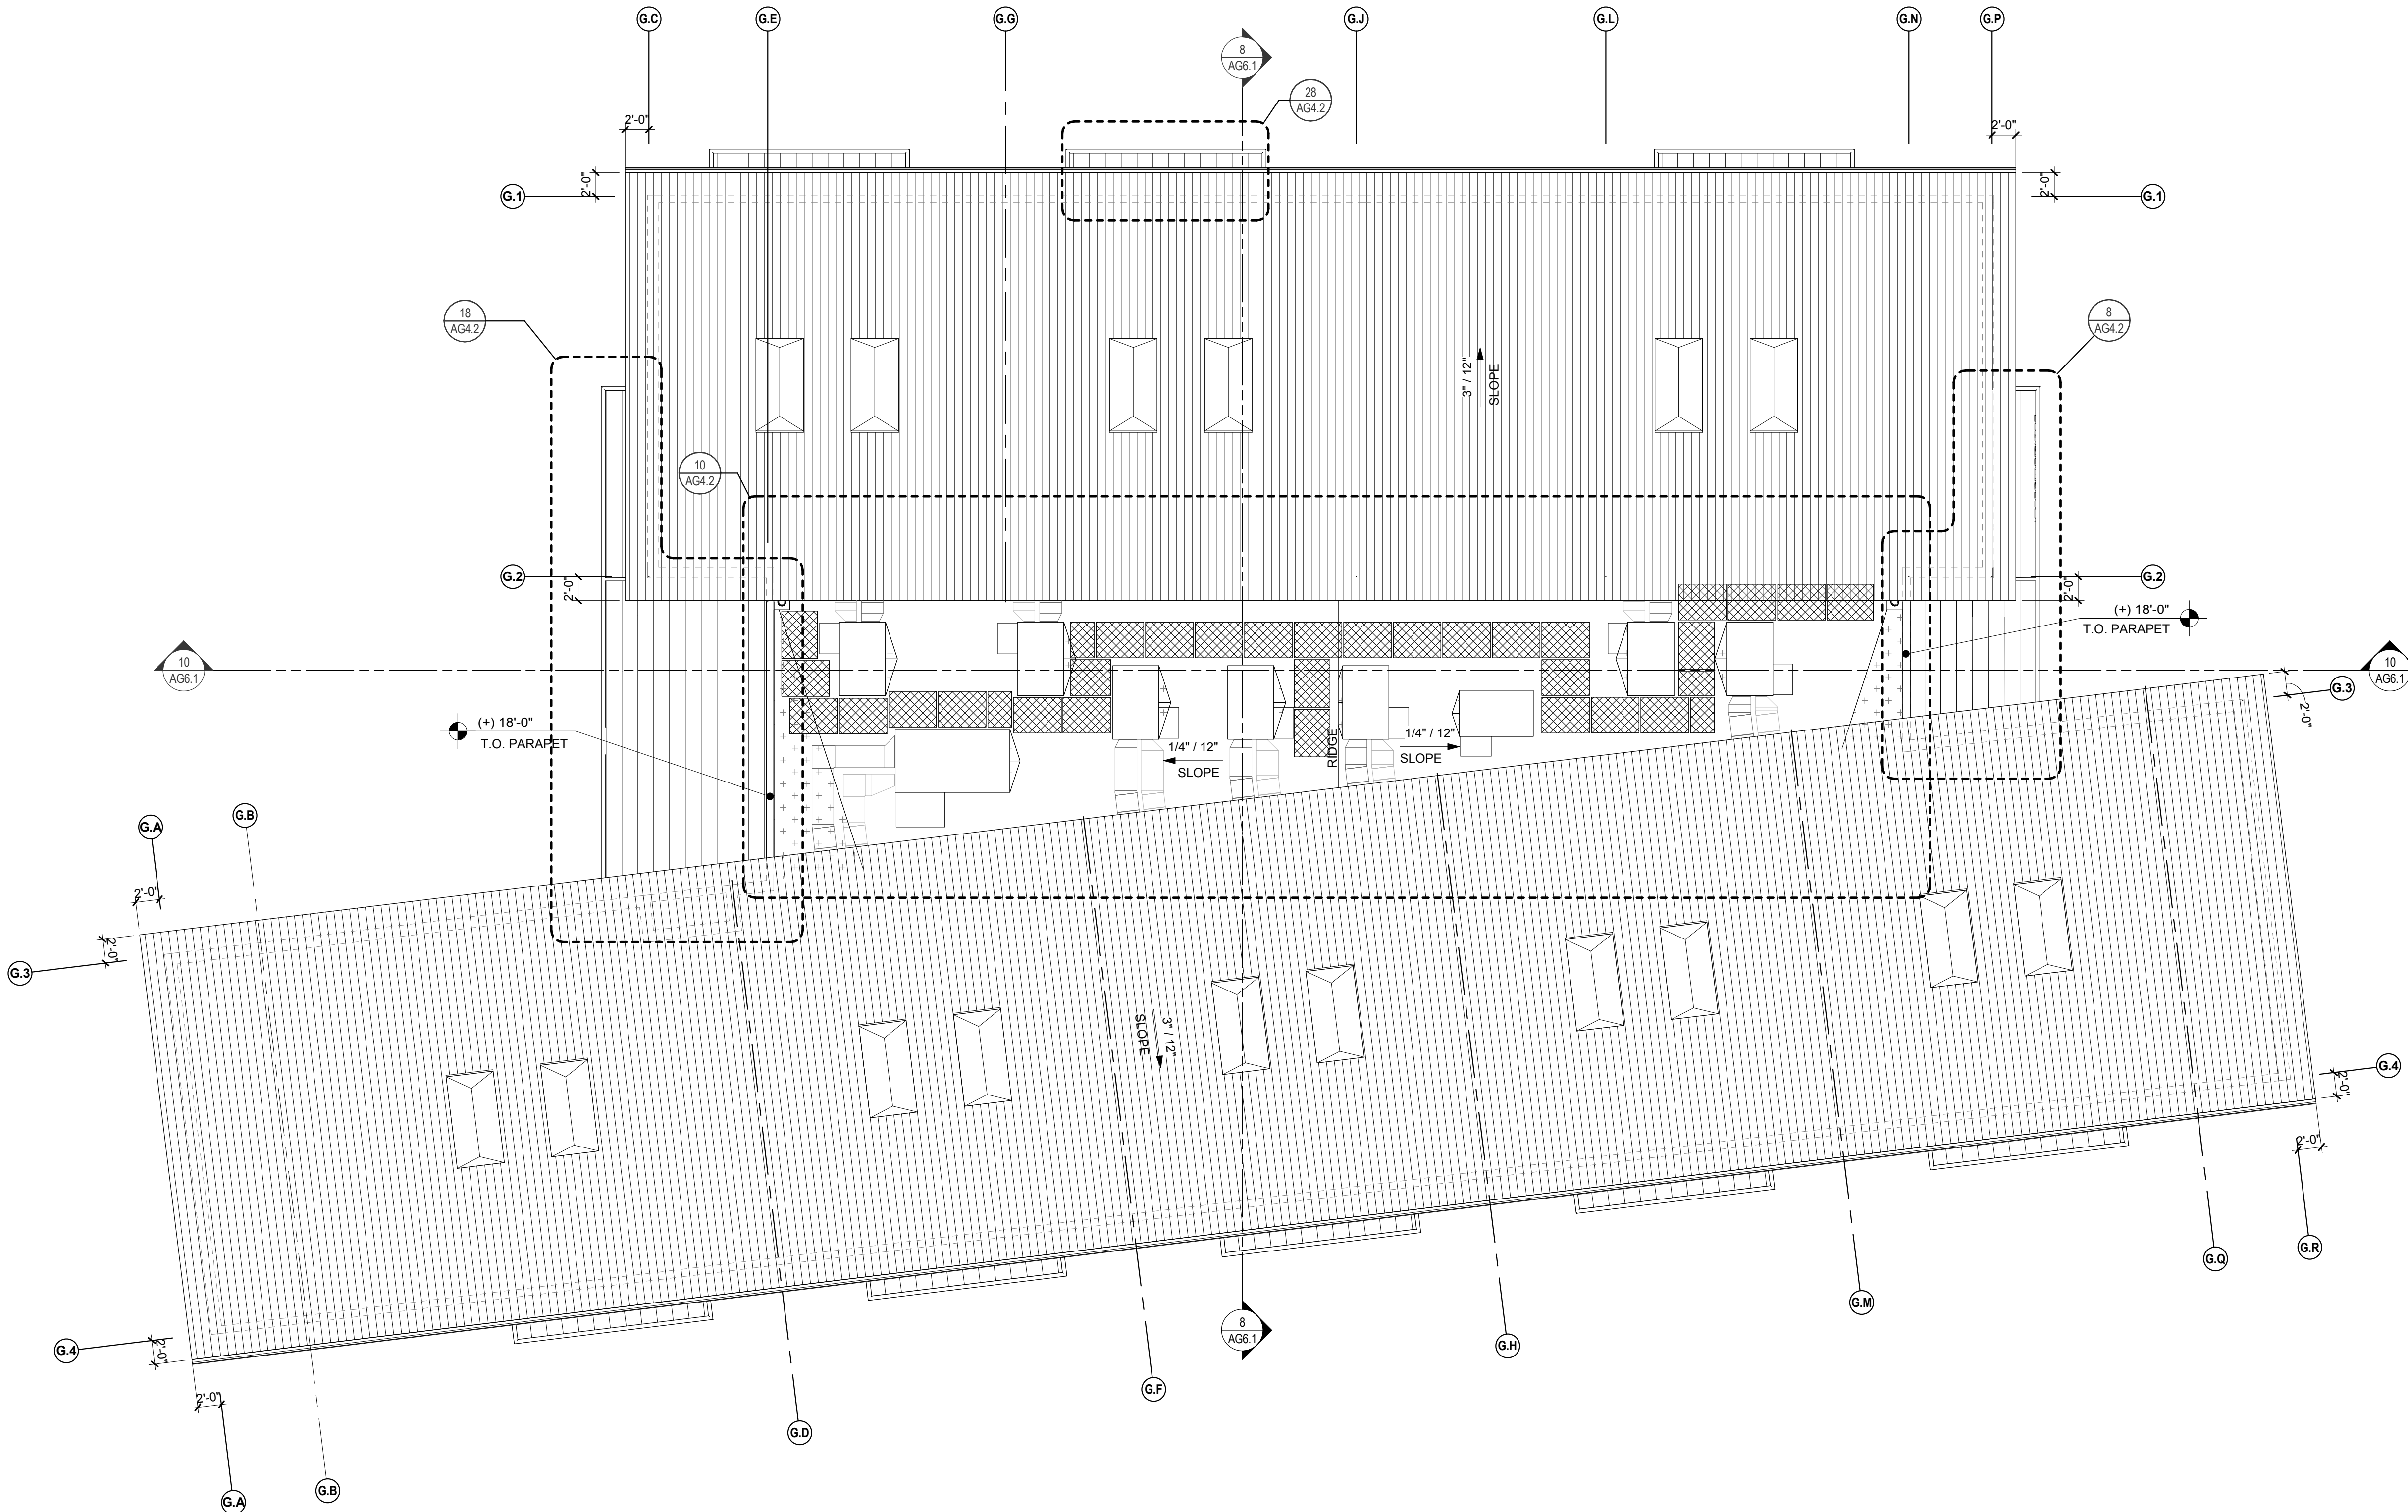 G.C
G.E
G.G
G.J
G.L
G.N
G.P
8
AG6.1
28
AG4.2
2'-0"
2'-0"
2'-0"
2'-0"
G.1
G.1
18
AG4.2
8
AG4.2
3" / 12"
SLOPE
10
AG4.2
G.2
2'-0"
2'-0"
G.2
(+) 18'-0"
T.O. PARAPET
10
AG6.1
10
AG6.1
G.3
2'-0"
(+) 18'-0"
T.O. PARAPET
1/4" / 12"
SLOPE
RIDGE
1/4" / 12"
SLOPE
G.A
G.B
2'-0"
2'-0"
G.3
SLOPE
3" / 12"
G.4
2'-0"
2'-0"
G.4
2'-0"
2'-0"
8
AG6.1
G.R
G.Q
G.M
G.H
G.F
G.D
G.B
G.A